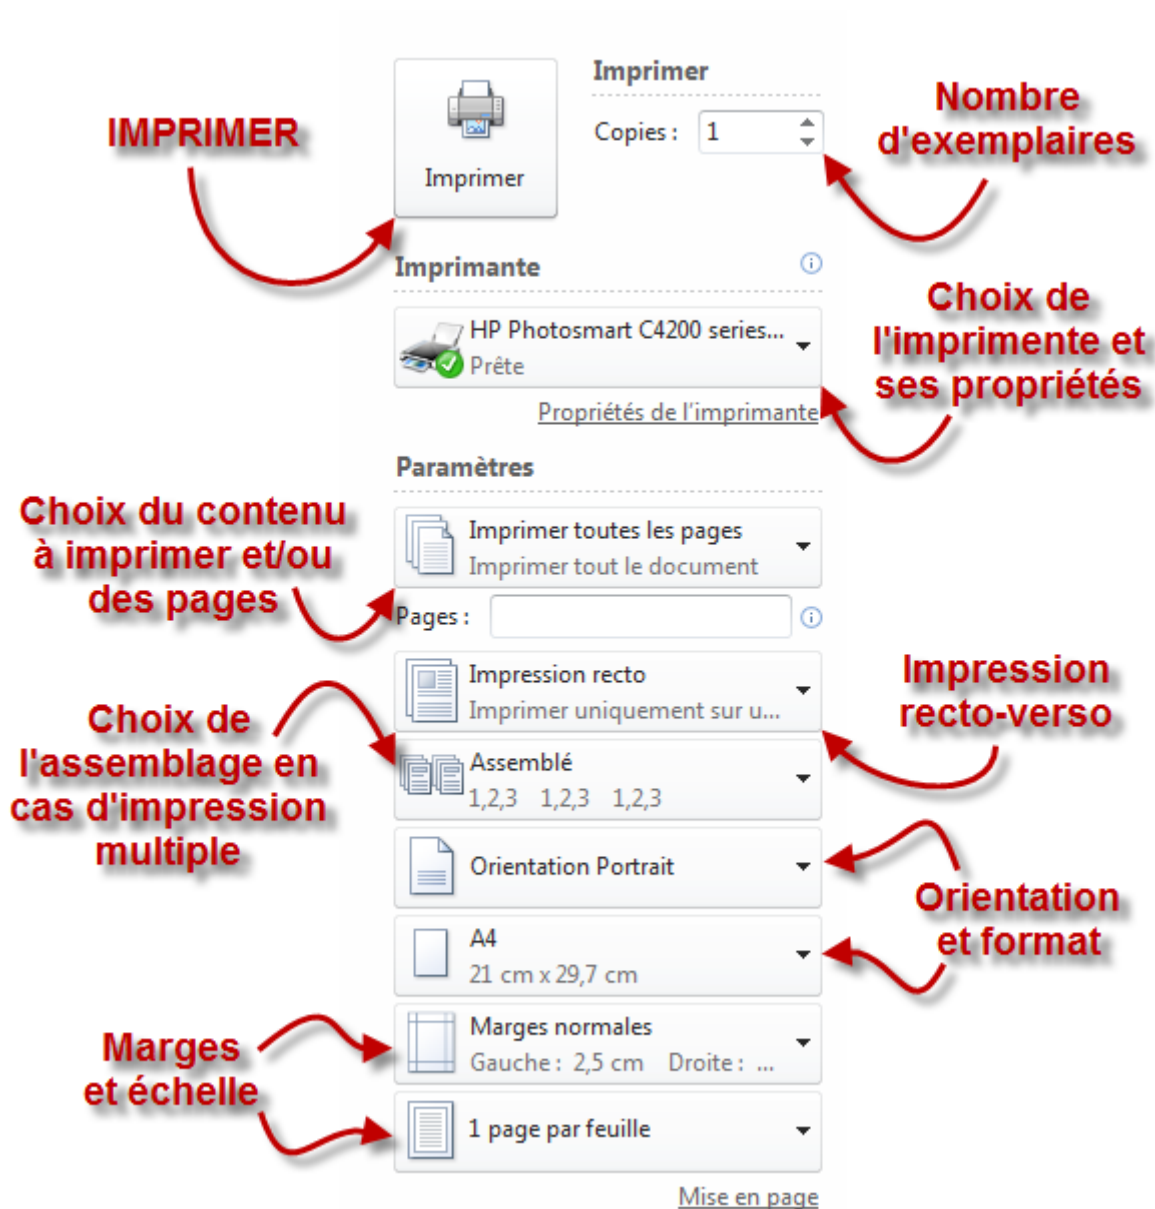 Imprimer
IMPRIMER
Imprimer
Copies : 1
Nombre
d'exemplaires
Imprimante
HP Photosmart C4200 series...
Prête
Propriétés de l'imprimante
Choix de
l'imprimente et
ses propriétés
Paramètres
Choix du contenu
à imprimer et/ou
des pages
Imprimer toutes les pages
Imprimer tout le document
Pages :
Impression recto
Imprimer uniquement sur u...
Impression
recto-verso
Choix de
l'assemblage en
cas d'impression
multiple
Assemblé
1,2,3 1,2,3 1,2,3
Orientation Portrait
A4
21 cm x 29,7 cm
Orientation
et format
Marges
et échelle
Marges normales
Gauche : 2,5 cm Droite : ...
1 page par feuille
Mise en page